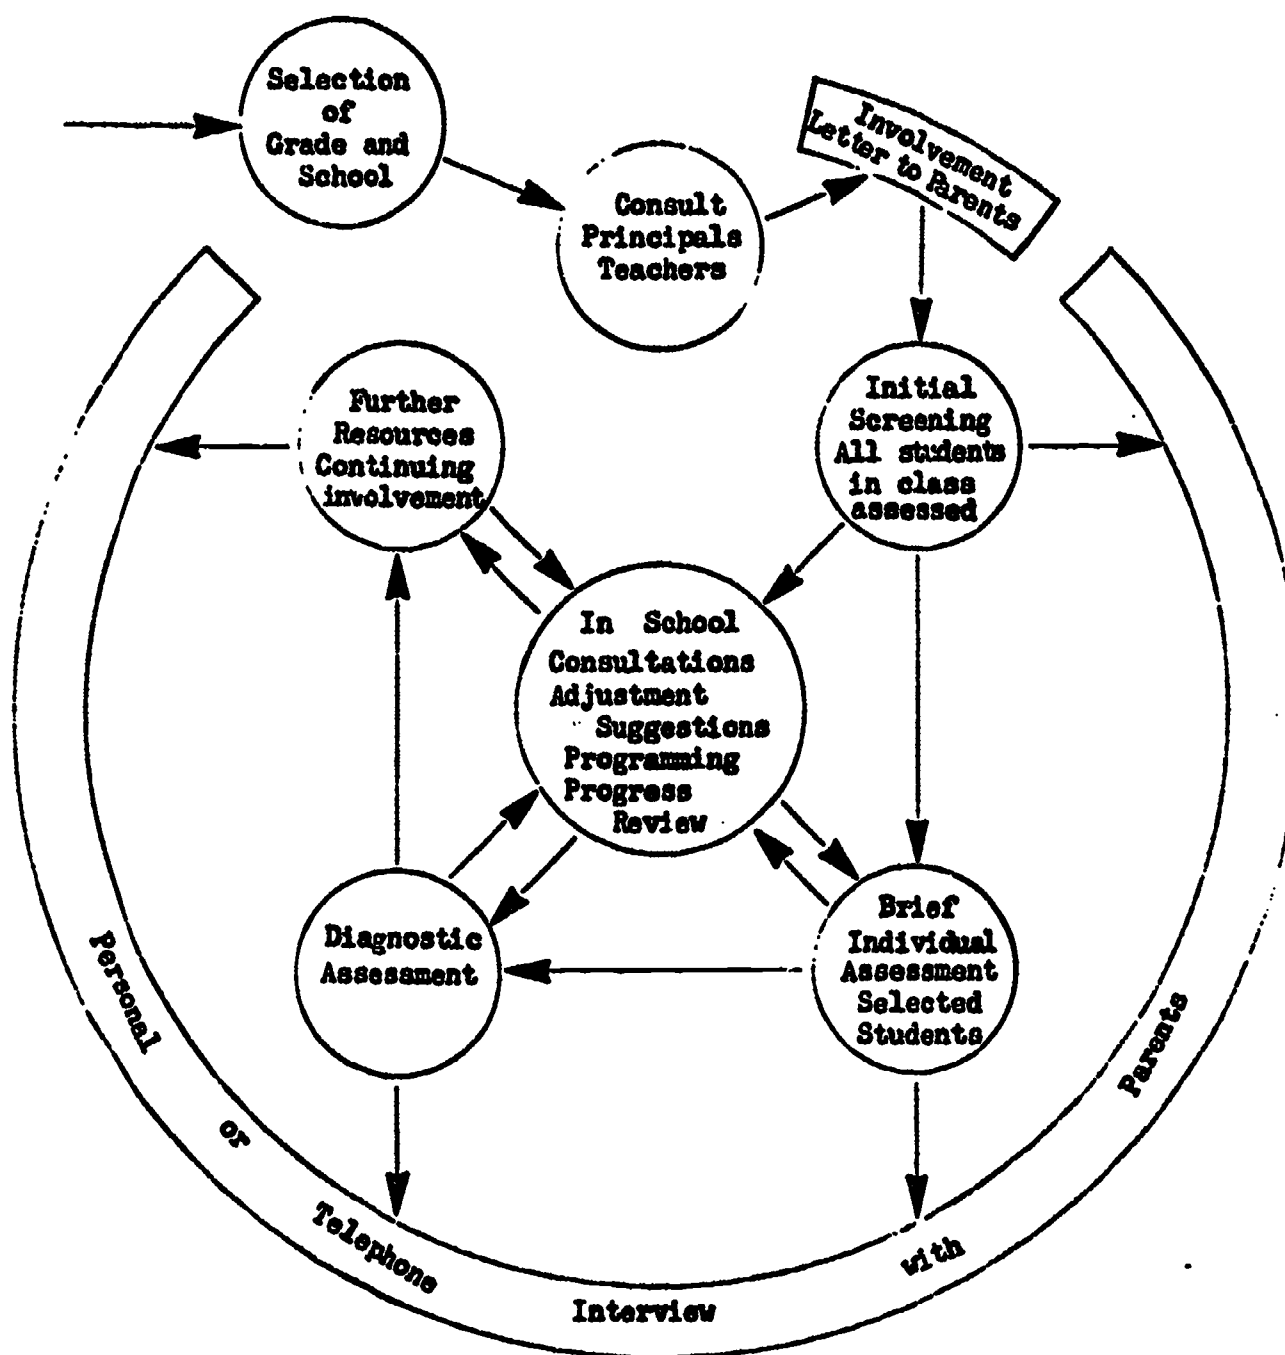 Selection
of
Grade and
School
Consult
Principals
Teachers
Involvement
Letter to Parents
Further
Resources
Continuing
involvement
Initial
Screening
All students
in class
assessed
In School
Consultations
Adjustment
Suggestions
Programming
Progress
Review
Diagnostic
Assessment
Brief
Individual
Assessment
Selected
Students
Personal or Telephone Interview with Parents